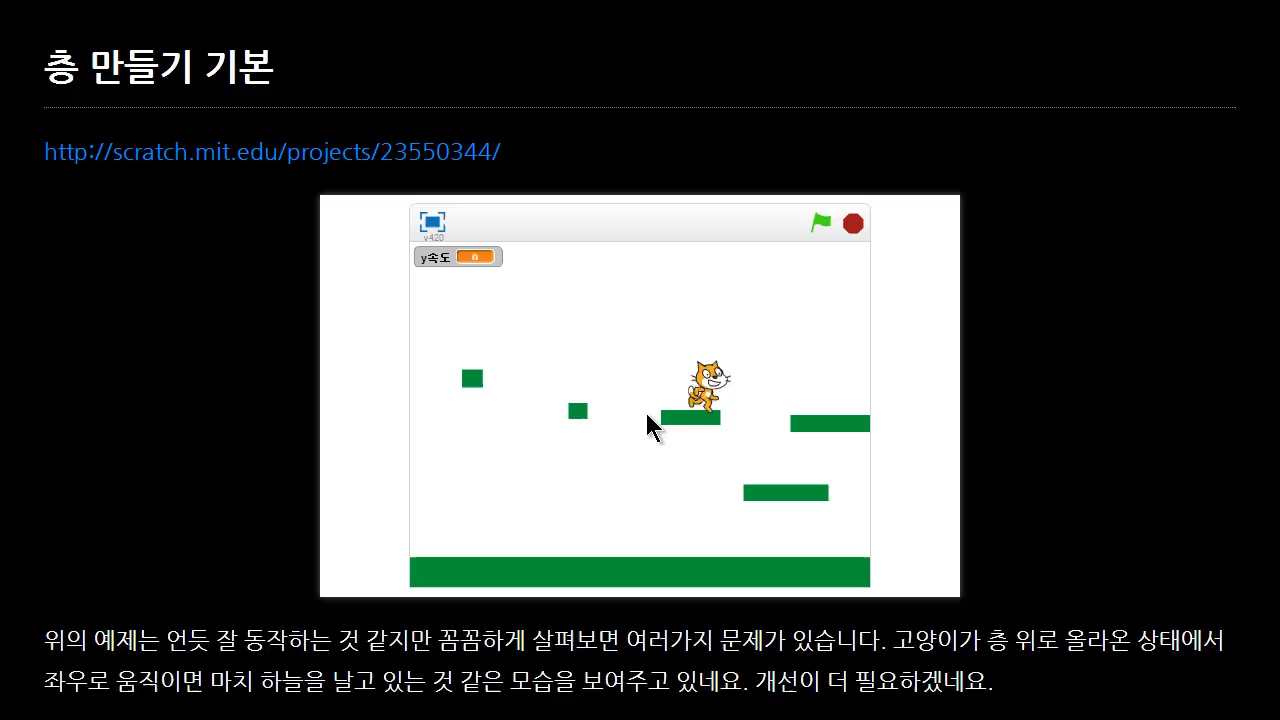 층 만들기 기본
http://scratch.mit.edu/projects/23550344/
v420
y속도 0
위의 예제는 언듯 잘 동작하는 것 같지만 꼼꼼하게 살펴보면 여러가지 문제가 있습니다. 고양이가 층 위로 올라온 상태에서
좌우로 움직이면 마치 하늘을 날고 있는 것 같은 모습을 보여주고 있네요. 개선이 더 필요하겠네요.